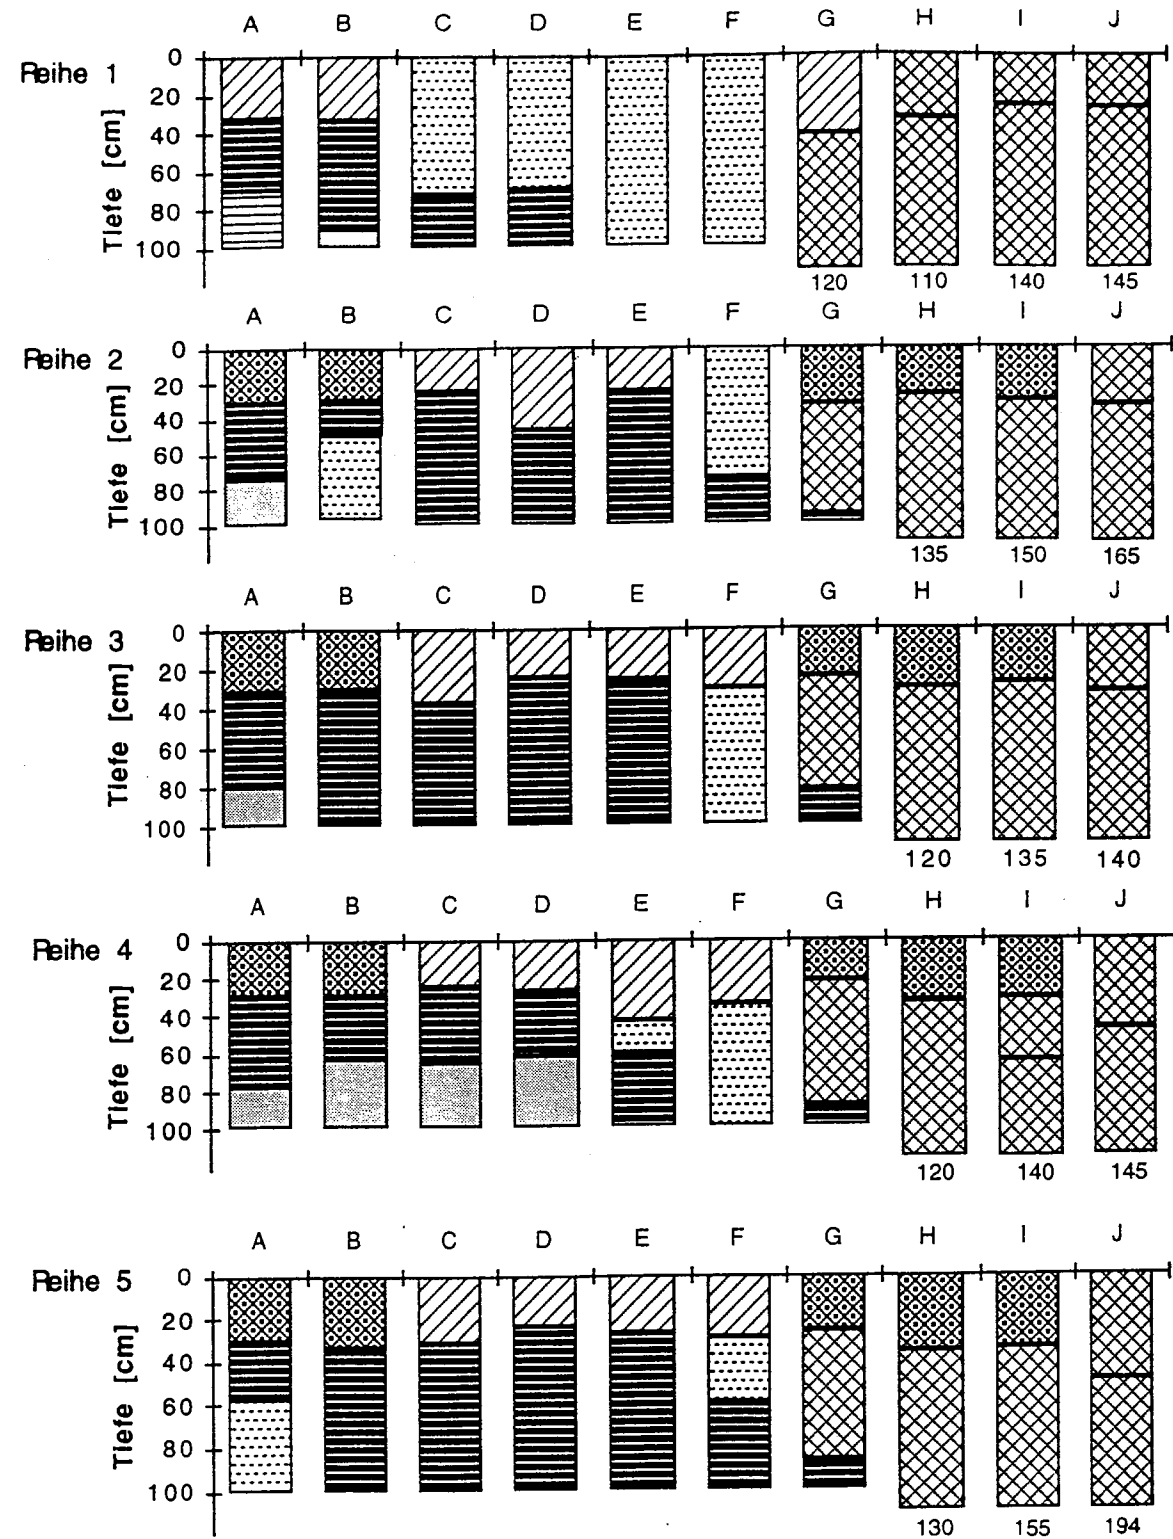 A B C D E F G H I J
Reihe 1
Tiefe [cm]
0
20
40
60
80
100
120 110 140 145
A B C D E F G H I J
Reihe 2
Tiefe [cm]
0
20
40
60
80
100
135 150 165
A B C D E F G H I J
Reihe 3
Tiefe [cm]
0
20
40
60
80
100
120 135 140
A B C D E F G H I J
Reihe 4
Tiefe [cm]
0
20
40
60
80
100
120 140 145
A B C D E F G H I J
Reihe 5
Tiefe [cm]
0
20
40
60
80
100
130 155 194